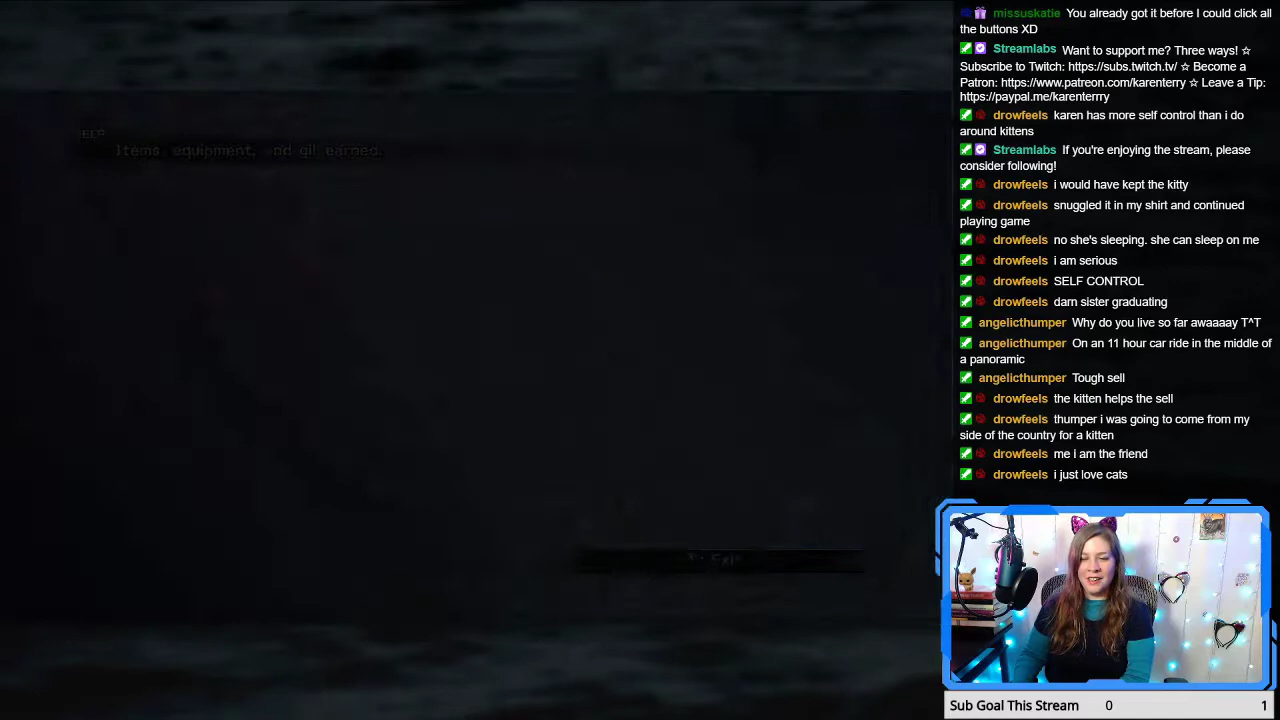 Items, equipment, and gil earned.
Exit
missuskatie You already got it before I could click all
the buttons XD
Streamlabs Want to support me? Three ways! ☆
Subscribe to Twitch: https://subs.twitch.tv/ ☆ Become a
Patron: https://www.patreon.com/karenterry ☆ Leave a Tip:
https://paypal.me/karenterrry
drowfeels karen has more self control than i do
around kittens
Streamlabs If you're enjoying the stream, please
consider following!
drowfeels i would have kept the kitty
drowfeels snuggled it in my shirt and continued
playing game
drowfeels no she's sleeping. she can sleep on me
drowfeels i am serious
drowfeels SELF CONTROL
drowfeels darn sister graduating
angelicthumper Why do you live so far awaaaay T^T
angelicthumper On an 11 hour car ride in the middle of
a panoramic
angelicthumper Tough sell
drowfeels the kitten helps the sell
drowfeels thumper i was going to come from my
side of the country for a kitten
drowfeels me i am the friend
drowfeels i just love cats
Sub Goal This Stream 0 1